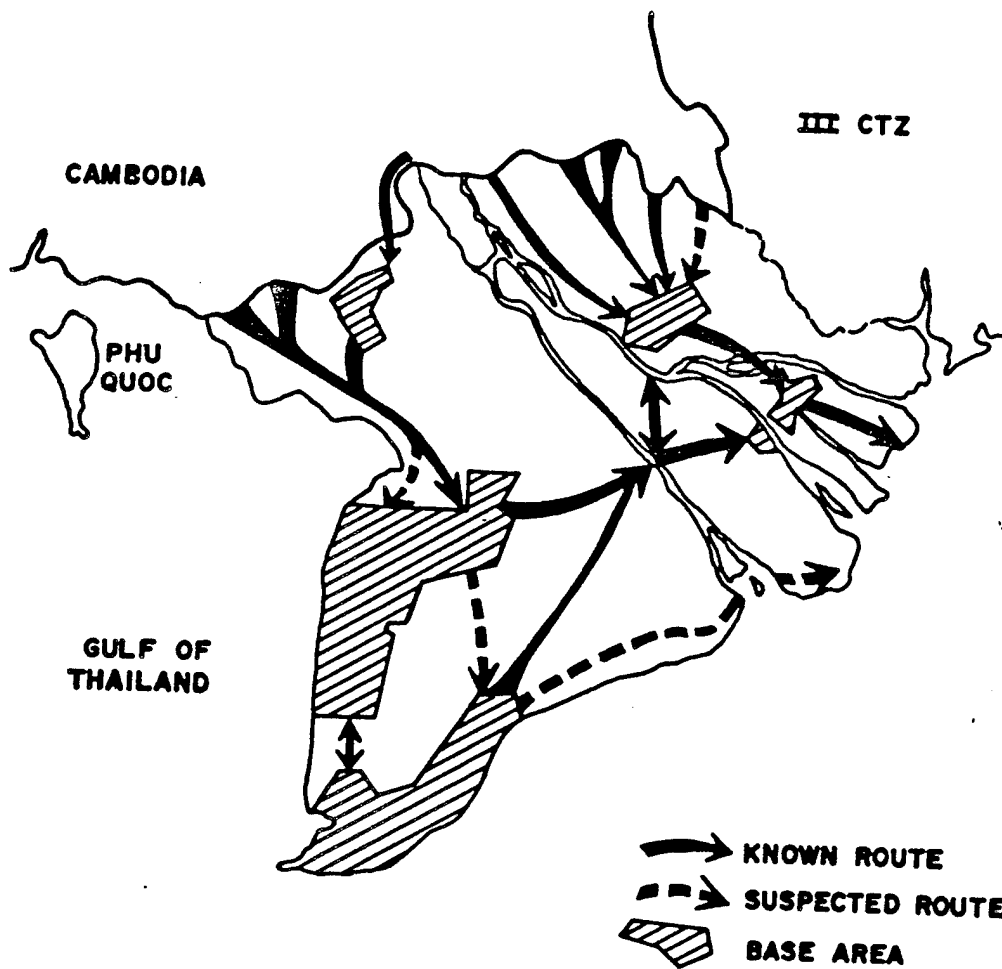 III CTZ
CAMBODIA
PHU
QUOC
GULF OF
THAILAND
KNOWN ROUTE
SUSPECTED ROUTE
BASE AREA